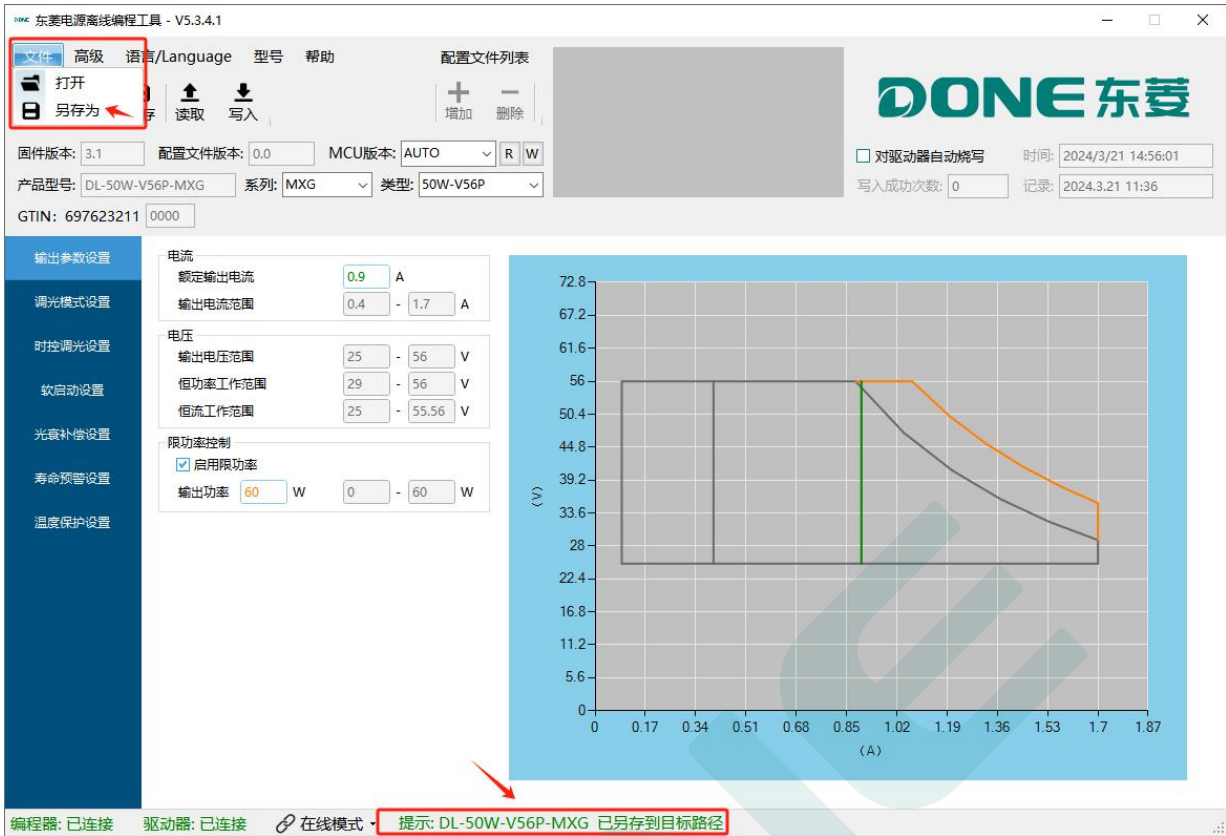 DONE 东菱电源离线编程工具 - V5.3.4.1
文件 高级 语言/Language 型号 帮助 配置文件列表
打开
另存为
存 读取 写入 增加 删除
DONE 东菱
固件版本: 3.1 配置文件版本: 0.0 MCU版本: AUTO R W
对驱动器自动烧写 时间: 2024/3/21 14:56:01
产品型号: DL-50W-V56P-MXG 系列: MXG 类型: 50W-V56P
写入成功次数: 0 记录: 2024.3.21 11:36
GTIN: 697623211 0000
输出参数设置
调光模式设置
时控调光设置
软启动设置
光衰补偿设置
寿命预警设置
温度保护设置
电流
额定输出电流 0.9 A
输出电流范围 0.4 - 1.7 A
电压
输出电压范围 25 - 56 V
恒功率工作范围 29 - 56 V
恒流工作范围 25 - 55.56 V
限功率控制
启用限功率
输出功率 60 W 0 - 60 W
72.8
67.2
61.6
56
50.4
44.8
39.2
33.6
28
22.4
16.8
11.2
5.6
0
(V)
0 0.17 0.34 0.51 0.68 0.85 1.02 1.19 1.36 1.53 1.7 1.87
(A)
编程器: 已连接 驱动器: 已连接 在线模式 提示: DL-50W-V56P-MXG 已另存到目标路径